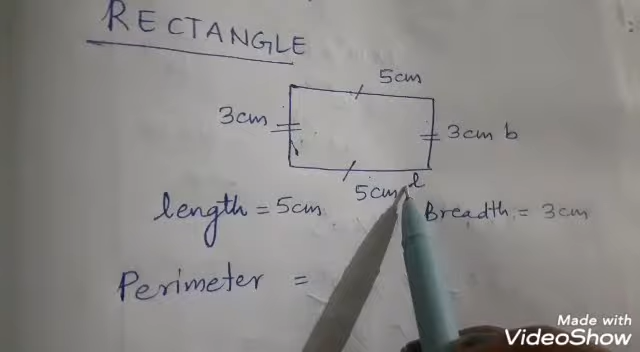 RECTANGLE
5cm
3cm
3cm b
5cm l
length = 5cm
Breadth = 3cm
Perimeter =
Made with
VideoShow